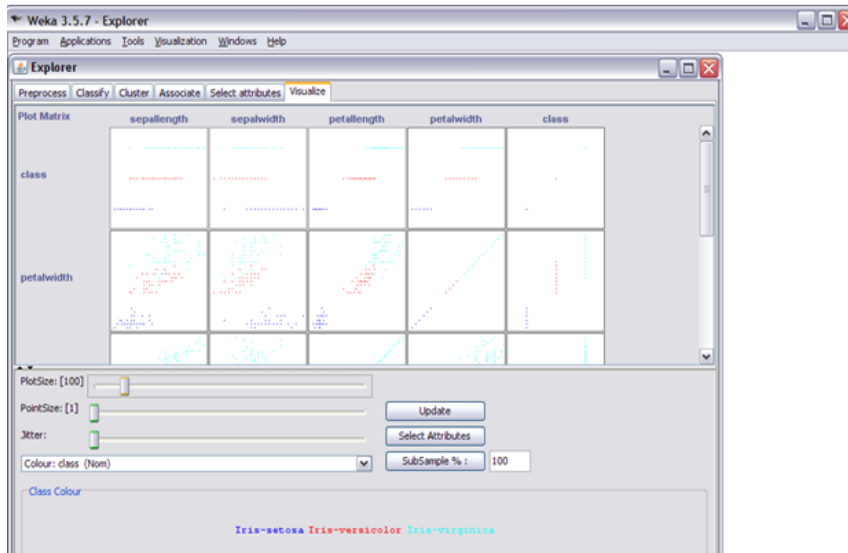 Weka 3.5.7 - Explorer
Program Applications Tools Visualization Windows Help
Explorer
Preprocess Classify Cluster Associate Select attributes Visualize
Plot Matrix sepallength sepalwidth petallength petalwidth class
class
petalwidth
PlotSize: [100]
PointSize: [1]
Update
Jitter:
Select Attributes
Colour: class (Nom)
SubSample % : 100
Class Colour
Iris-setosa Iris-versicolor Iris-virginica